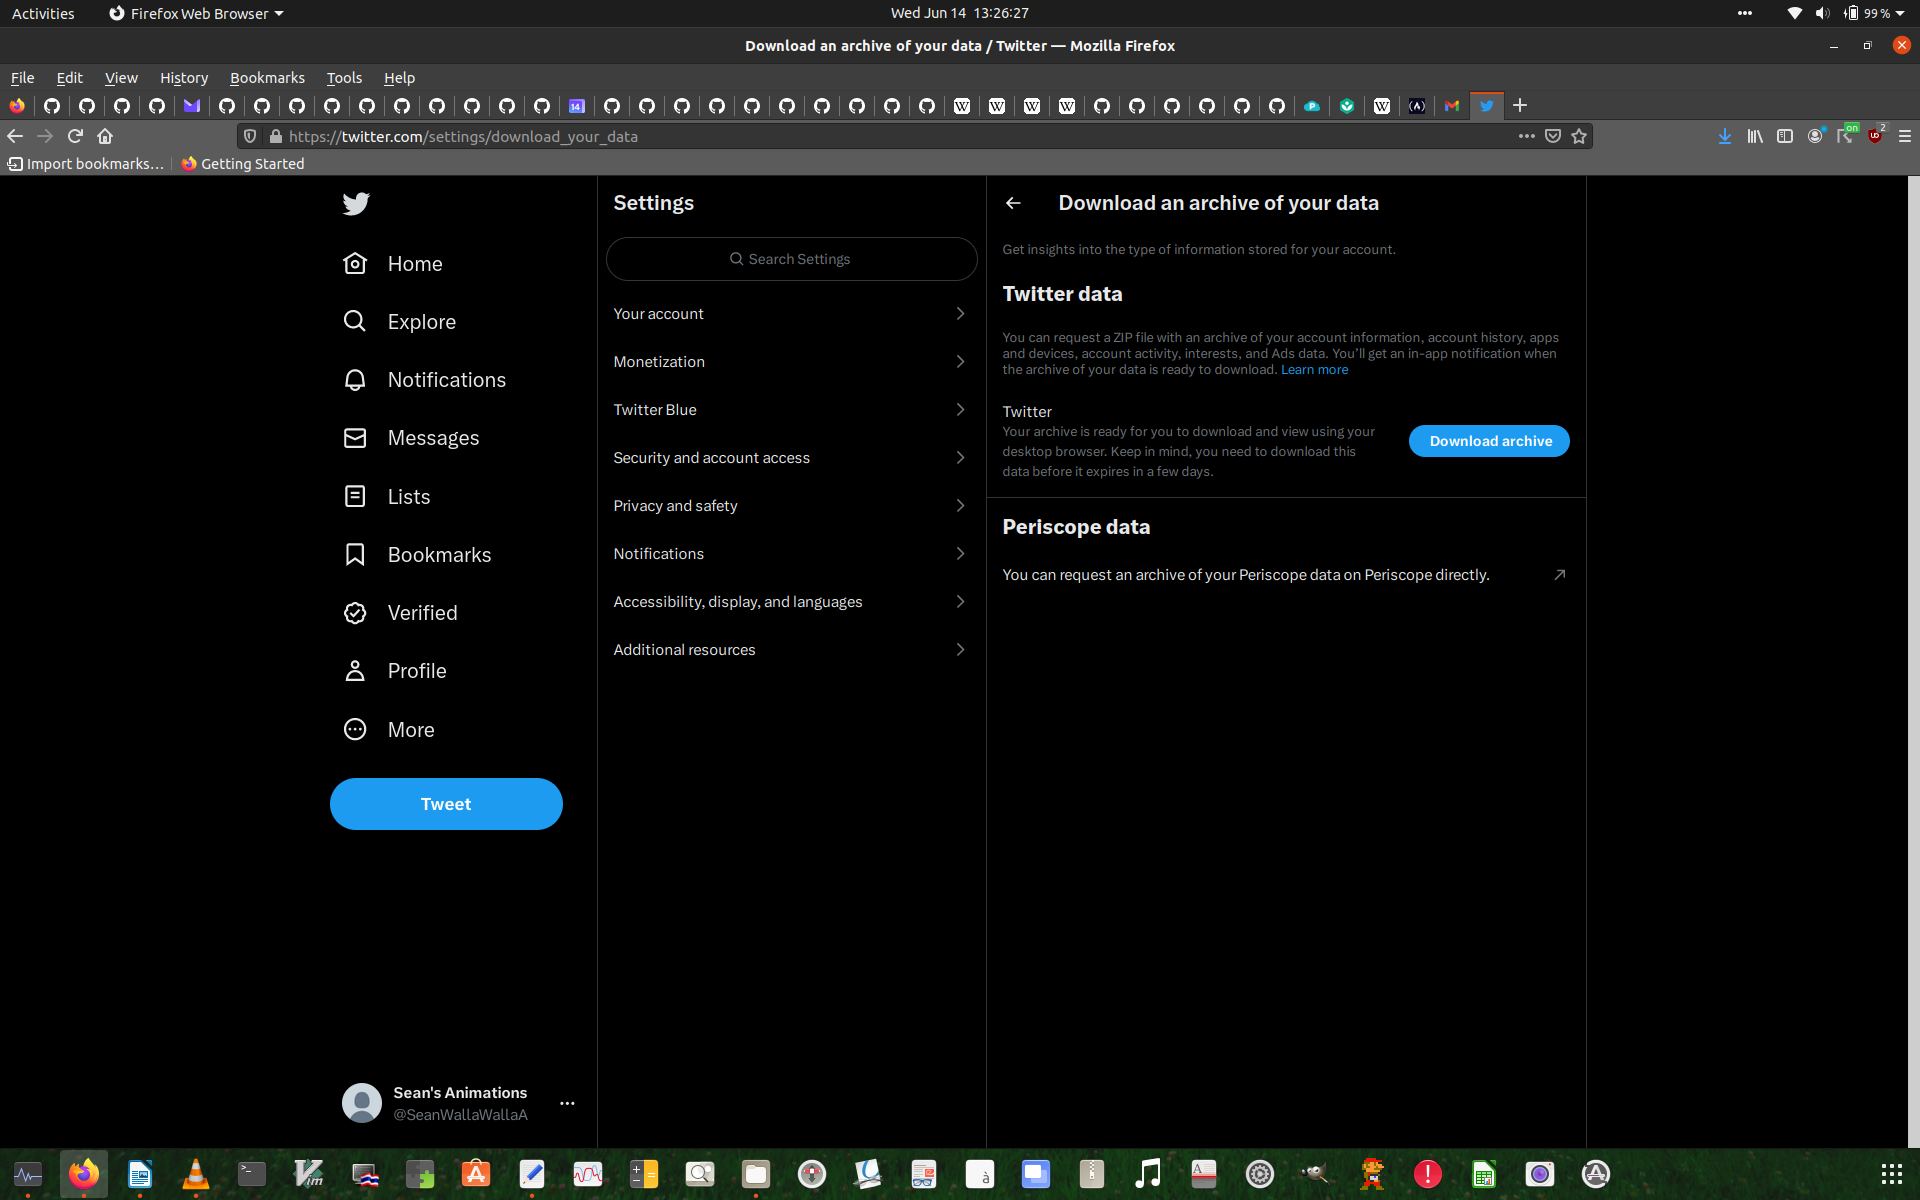 Activities
Firefox Web Browser
Wed Jun 14 13:26:27
99 %
Download an archive of your data / Twitter — Mozilla Firefox
File Edit View History Bookmarks Tools Help
https://twitter.com/settings/download_your_data
on
2
Import bookmarks…
Getting Started
Home
Explore
Notifications
Messages
Lists
Bookmarks
Verified
Profile
More
Tweet
Sean's Animations
@SeanWallaWallaA
Settings
Search Settings
Your account
Monetization
Twitter Blue
Security and account access
Privacy and safety
Notifications
Accessibility, display, and languages
Additional resources
Download an archive of your data
Get insights into the type of information stored for your account.
Twitter data
You can request a ZIP file with an archive of your account information, account history, apps
and devices, account activity, interests, and Ads data. You’ll get an in-app notification when
the archive of your data is ready to download. Learn more
Twitter
Your archive is ready for you to download and view using your
desktop browser. Keep in mind, you need to download this
data before it expires in a few days.
Download archive
Periscope data
You can request an archive of your Periscope data on Periscope directly.